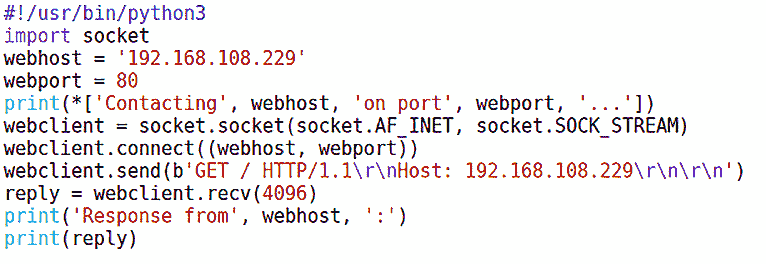 #!/usr/bin/python3
import socket
webhost = '192.168.108.229'
webport = 80
print(*['Contacting', webhost, 'on port', webport, '...'])
webclient = socket.socket(socket.AF_INET, socket.SOCK_STREAM)
webclient.connect((webhost, webport))
webclient.send(b'GET / HTTP/1.1\r\nHost: 192.168.108.229\r\n\r\n')
reply = webclient.recv(4096)
print('Response from', webhost, ':')
print(reply)